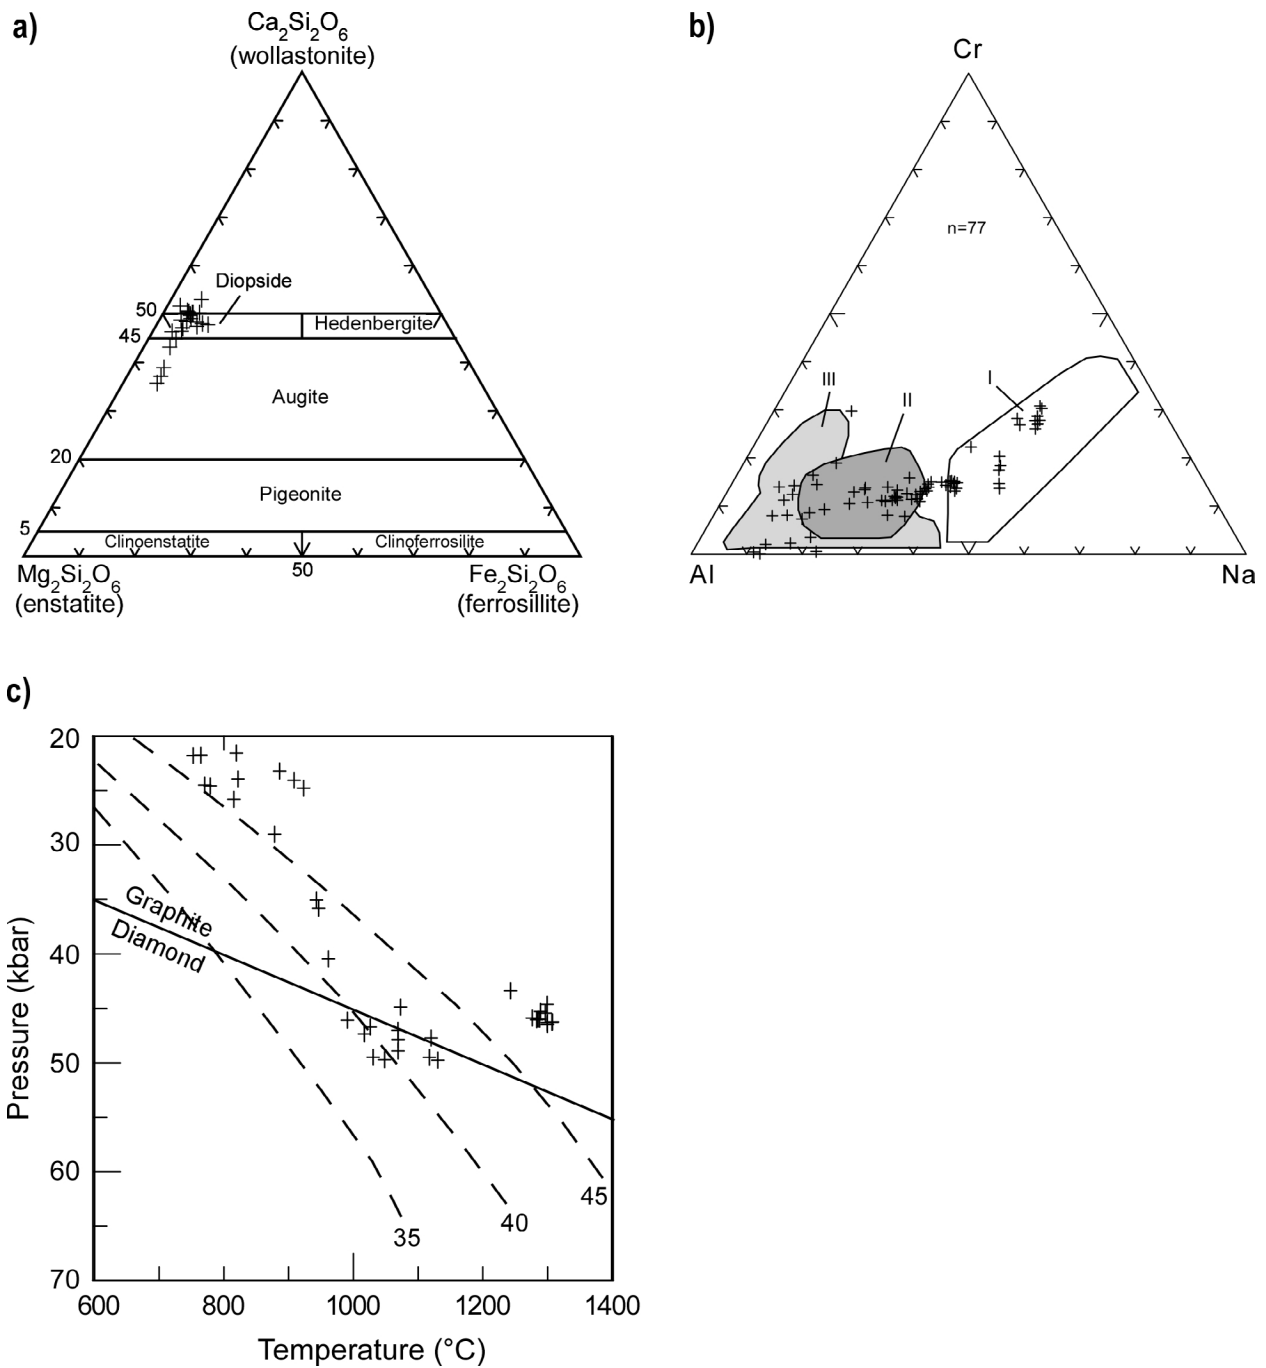 a)
Ca2Si2O6
(wollastonite)
Diopside
50
45
Hedenbergite
Augite
20
Pigeonite
5
Clinoenstatite
Clinoferrosilite
Mg2Si2O6
(enstatite)
50
Fe2Si2O6
(ferrosillite)
b)
Cr
n=77
III
II
I
Al
Na
c)
20
30
40
50
60
70
Pressure (kbar)
Graphite
Diamond
35
40
45
600
800
1000
1200
1400
Temperature (°C)